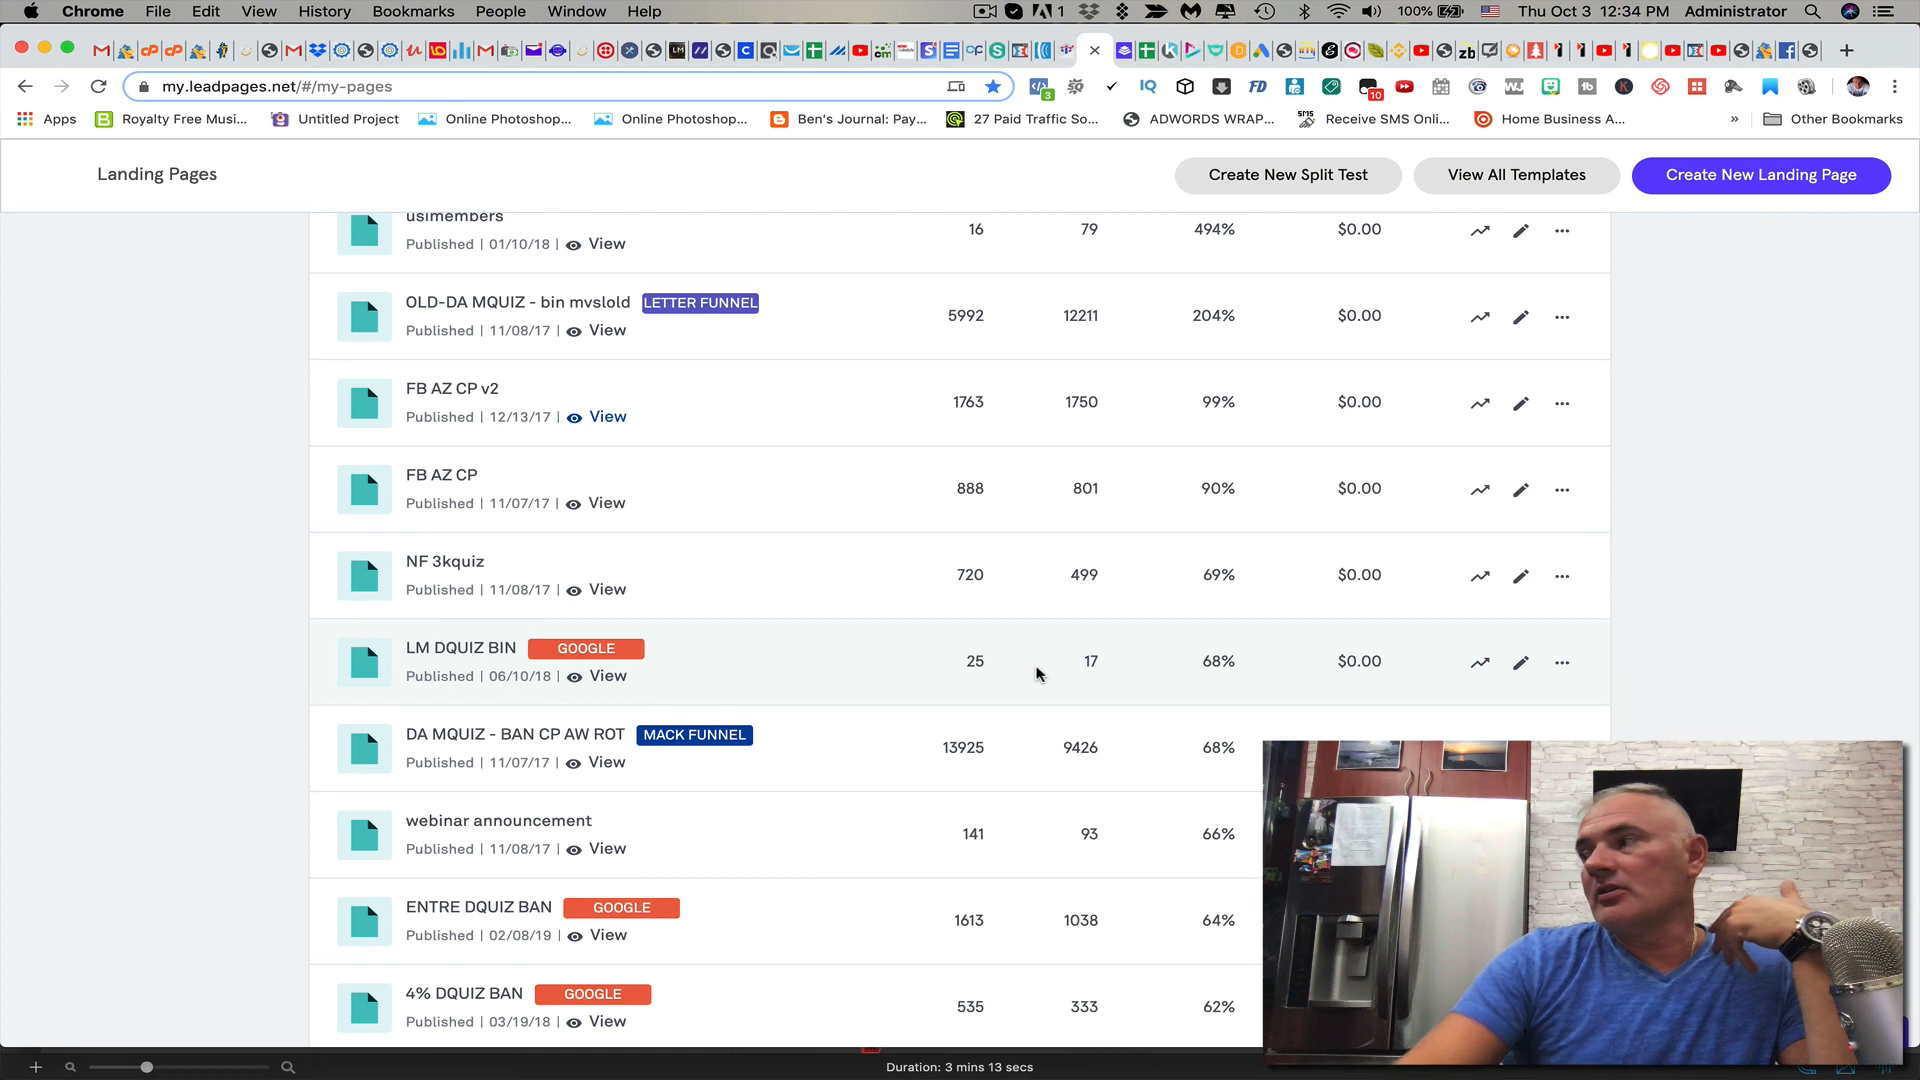 Chrome File Edit View History Bookmarks People Window Help 1 100% Thu Oct 3 12:34 PM Administrator
my.leadpages.net/#/my-pages
Apps Royalty Free Musi... Untitled Project Online Photoshop... Online Photoshop... Ben's Journal: Pay... 27 Paid Traffic So... ADWORDS WRAP... Receive SMS Onli... Home Business A... » Other Bookmarks
Landing Pages Create New Split Test View All Templates Create New Landing Page
usimembers
Published | 01/10/18 | View 16 79 494% $0.00
OLD-DA MQUIZ - bin mvslold LETTER FUNNEL
Published | 11/08/17 | View 5992 12211 204% $0.00
FB AZ CP v2
Published | 12/13/17 | View 1763 1750 99% $0.00
FB AZ CP
Published | 11/07/17 | View 888 801 90% $0.00
NF 3kquiz
Published | 11/08/17 | View 720 499 69% $0.00
LM DQUIZ BIN GOOGLE
Published | 06/10/18 | View 25 17 68% $0.00
DA MQUIZ - BAN CP AW ROT MACK FUNNEL
Published | 11/07/17 | View 13925 9426 68%
webinar announcement
Published | 11/08/17 | View 141 93 66%
ENTRE DQUIZ BAN GOOGLE
Published | 02/08/19 | View 1613 1038 64%
4% DQUIZ BAN GOOGLE
Published | 03/19/18 | View 535 333 62%
Duration: 3 mins 13 secs